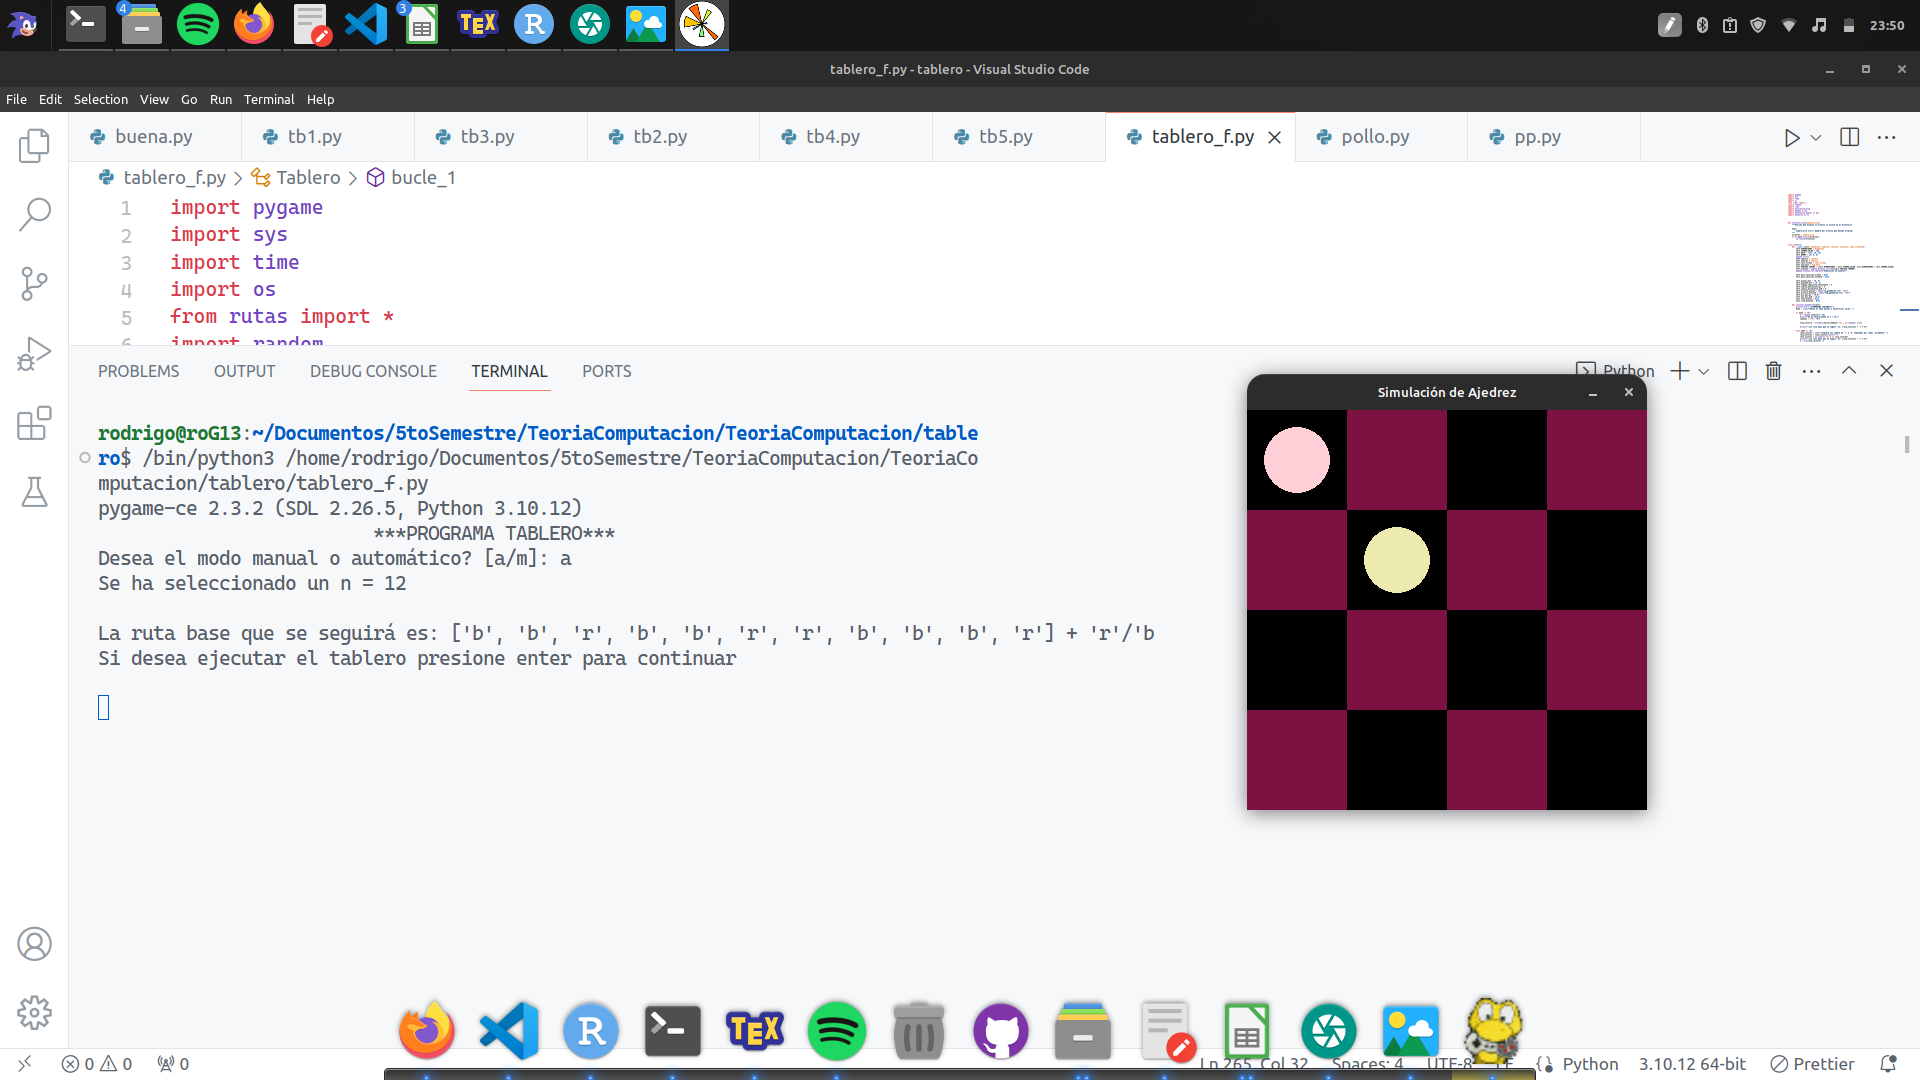 4
3
TEX
R
23:50
tablero_f.py - tablero - Visual Studio Code
File Edit Selection View Go Run Terminal Help
buena.py tb1.py tb3.py tb2.py tb4.py tb5.py tablero_f.py pollo.py pp.py
tablero_f.py > Tablero > bucle_1
1 import pygame
2 import sys
3 import time
4 import os
5 from rutas import *
6 import random
PROBLEMS OUTPUT DEBUG CONSOLE TERMINAL PORTS
Python
Simulación de Ajedrez
rodrigo@roG13:~/Documentos/5toSemestre/TeoriaComputacion/TeoriaComputacion/table
ro$ /bin/python3 /home/rodrigo/Documentos/5toSemestre/TeoriaComputacion/TeoriaCo
mputacion/tablero/tablero_f.py
pygame-ce 2.3.2 (SDL 2.26.5, Python 3.10.12)
***PROGRAMA TABLERO***
Desea el modo manual o automático? [a/m]: a
Se ha seleccionado un n = 12
La ruta base que se seguirá es: ['b', 'b', 'r', 'b', 'b', 'r', 'r', 'b', 'b', 'b', 'r'] + 'r'/'b
Si desea ejecutar el tablero presione enter para continuar
R
TEX
0 0 0
Ln 265, Col 32 Spaces: 4 UTF-8 Python 3.10.12 64-bit Prettier